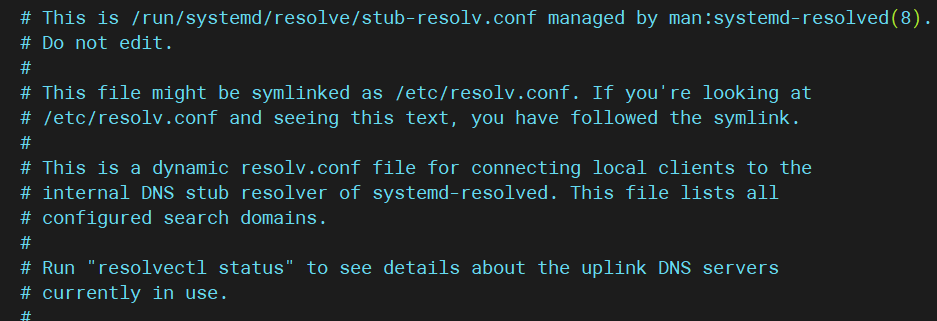 # This is /run/systemd/resolve/stub-resolv.conf managed by man:systemd-resolved(8).
# Do not edit.
#
# This file might be symlinked as /etc/resolv.conf. If you're looking at
# /etc/resolv.conf and seeing this text, you have followed the symlink.
#
# This is a dynamic resolv.conf file for connecting local clients to the
# internal DNS stub resolver of systemd-resolved. This file lists all
# configured search domains.
#
# Run "resolvectl status" to see details about the uplink DNS servers
# currently in use.
#